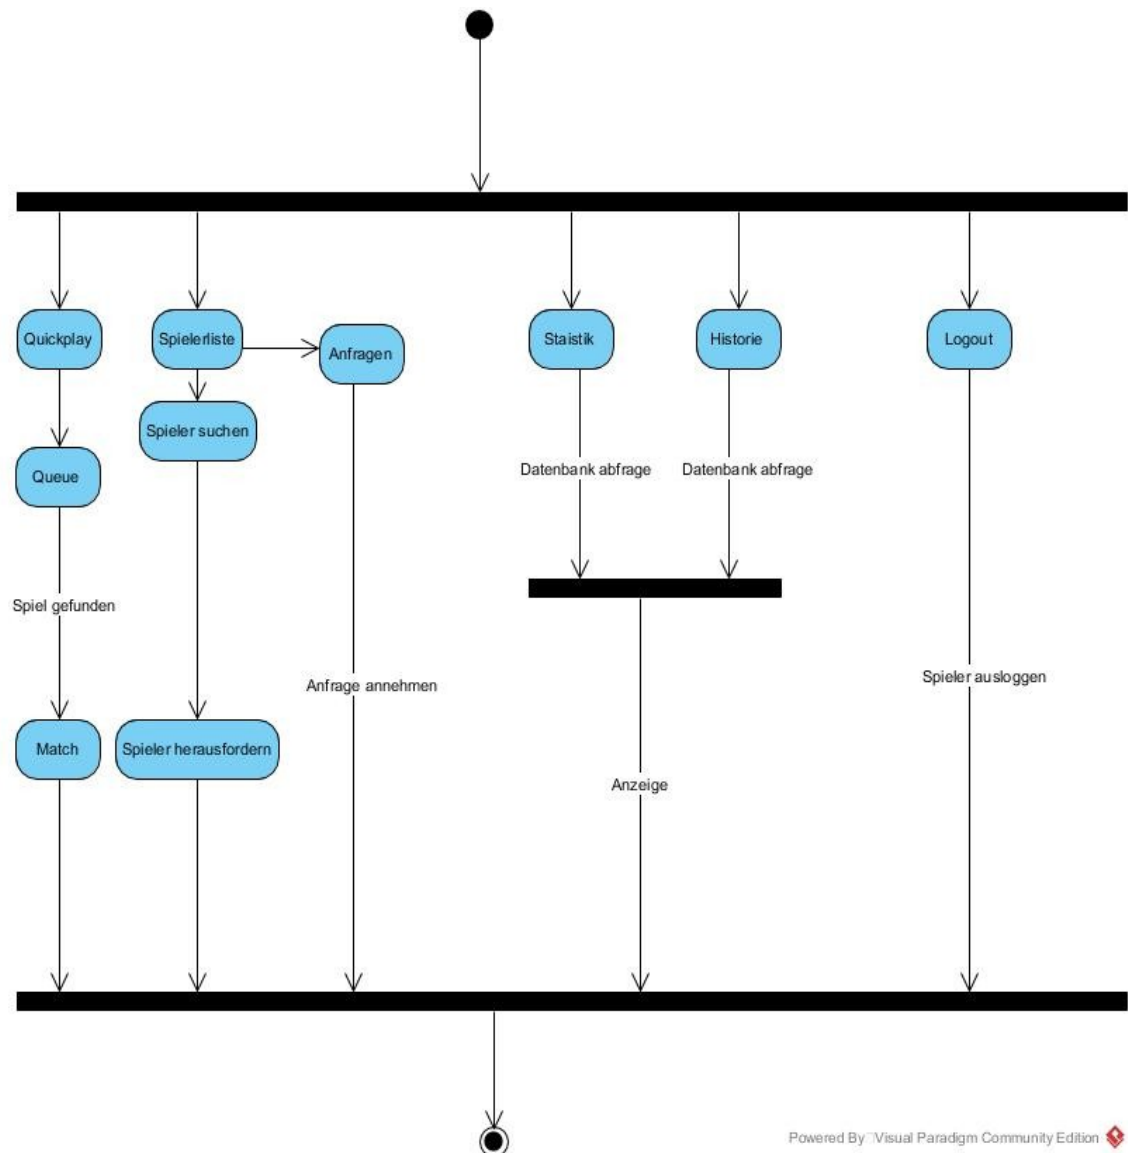 Quickplay
Spielerliste
Anfragen
Staistik
Historie
Logout
Spieler suchen
Queue
Datenbank abfrage
Datenbank abfrage
Spiel gefunden
Anfrage annehmen
Spieler ausloggen
Match
Spieler herausfordern
Anzeige
Powered By Visual Paradigm Community Edition